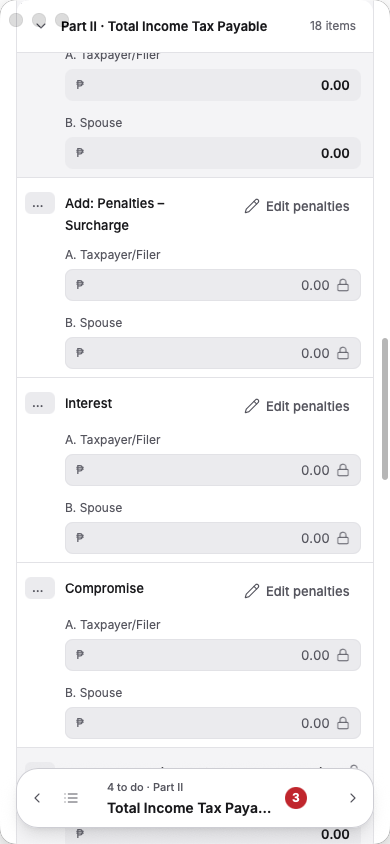 Part II · Total Income Tax Payable
18 items
A. Taxpayer/Filer
₱ 0.00
B. Spouse
₱ 0.00
... Add: Penalties – Surcharge
Edit penalties
A. Taxpayer/Filer
₱ 0.00
B. Spouse
₱ 0.00
... Interest
Edit penalties
A. Taxpayer/Filer
₱ 0.00
B. Spouse
₱ 0.00
... Compromise
Edit penalties
A. Taxpayer/Filer
₱ 0.00
B. Spouse
₱ 0.00
4 to do · Part II
Total Income Tax Paya...
3
₱ 0.00